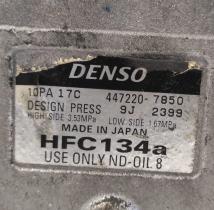 DENSO
10PA 17C 447220-7850
DESIGN PRESS 9J 2399
HIGH SIDE 3.53MPa LOW SIDE 1.67MPa
MADE IN JAPAN
HFC134a
USE ONLY ND-OIL 8